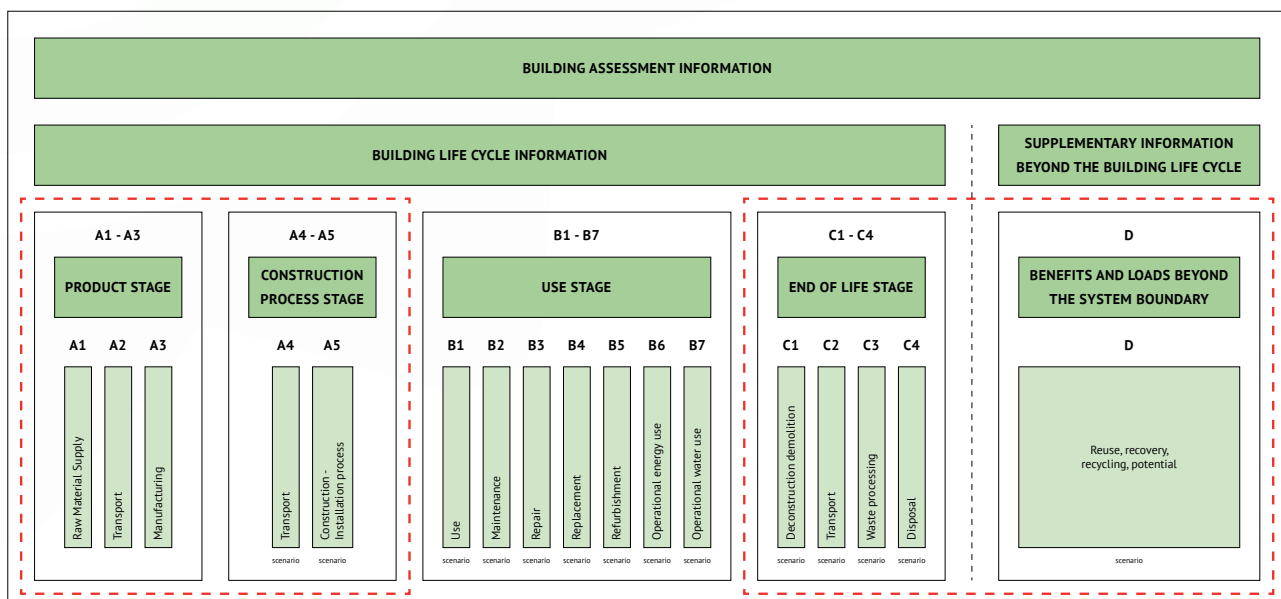 BUILDING ASSESSMENT INFORMATION
BUILDING LIFE CYCLE INFORMATION
SUPPLEMENTARY INFORMATION
BEYOND THE BUILDING LIFE CYCLE
A1 - A3
PRODUCT STAGE
A1 A2 A3
Raw Material Supply
Transport
Manufacturing
A4 - A5
CONSTRUCTION
PROCESS STAGE
A4 A5
Transport
Construction -
Installation process
scenario scenario
B1 - B7
USE STAGE
B1 B2 B3 B4 B5 B6 B7
Use
Maintenance
Repair
Replacement
Refurbishment
Operational energy use
Operational water use
scenario scenario scenario scenario scenario scenario scenario
C1 - C4
END OF LIFE STAGE
C1 C2 C3 C4
Deconstruction demolition
Transport
Waste processing
Disposal
scenario scenario scenario scenario
D
BENEFITS AND LOADS BEYOND
THE SYSTEM BOUNDARY
D
Reuse, recovery,
recycling, potential
scenario